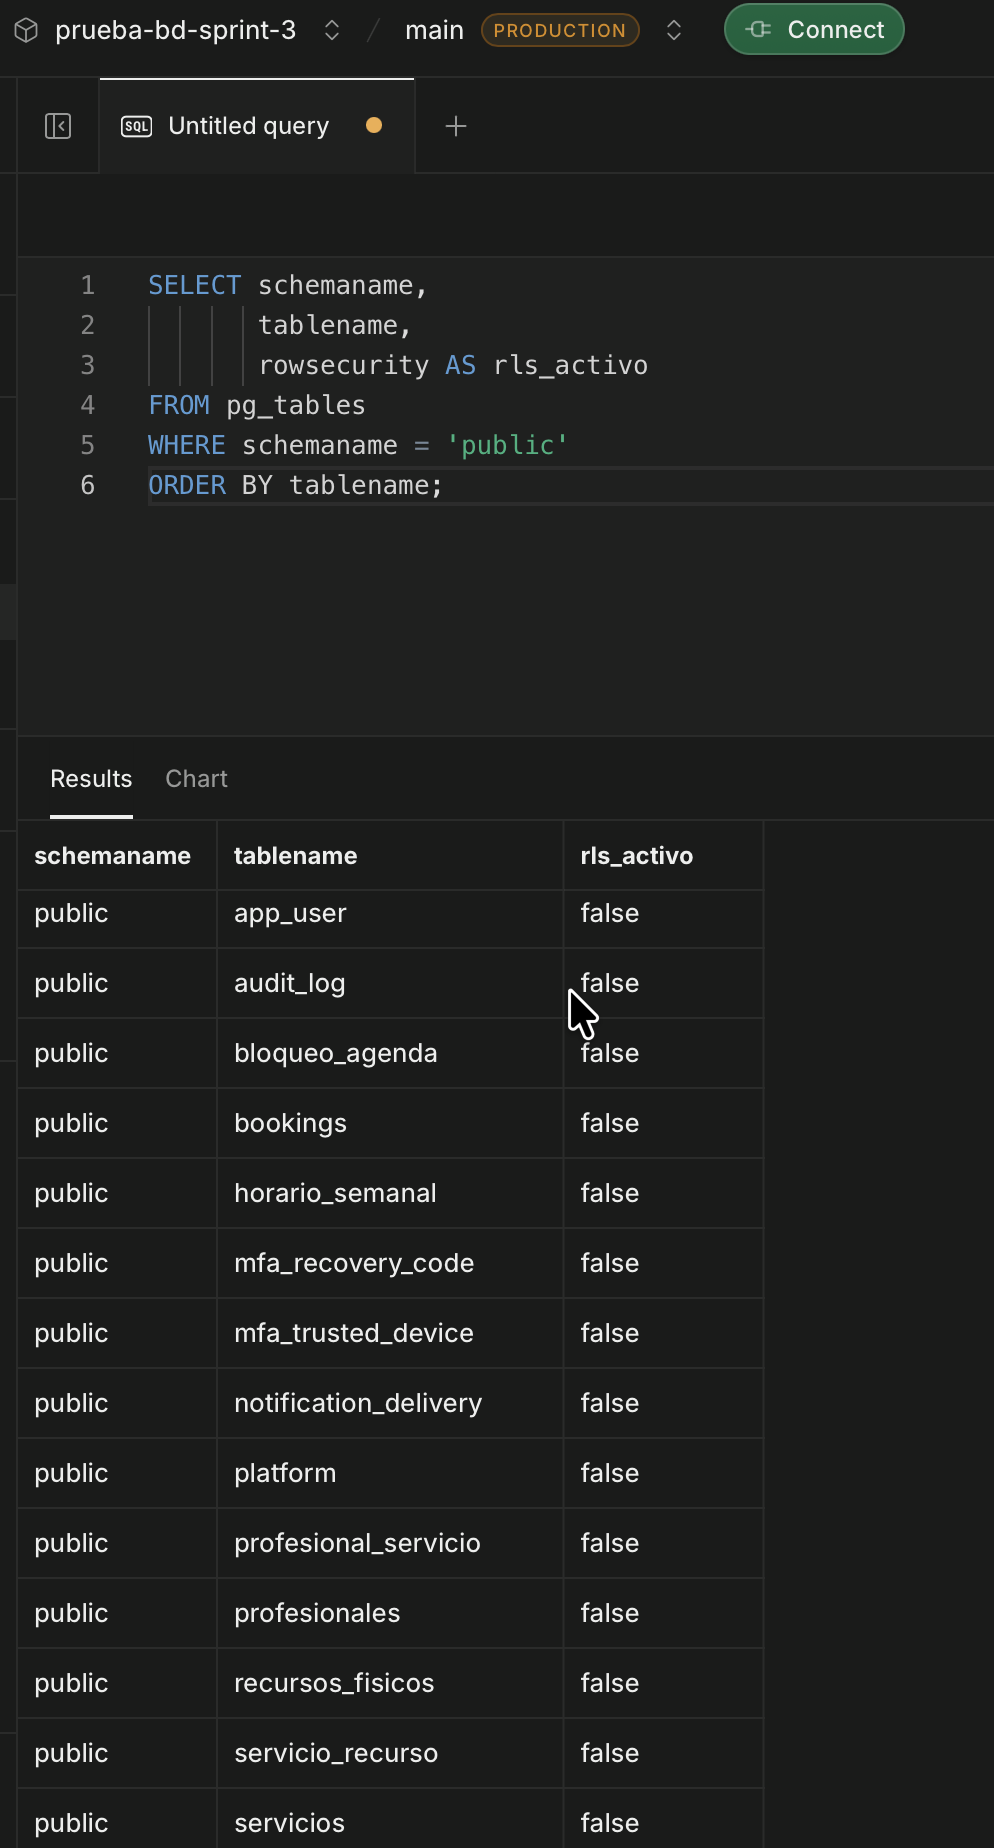 prueba-bd-sprint-3 / main PRODUCTION Connect
SQL Untitled query
1 SELECT schemaname,
2 tablename,
3 rowsecurity AS rls_activo
4 FROM pg_tables
5 WHERE schemaname = 'public'
6 ORDER BY tablename;
Results Chart
schemaname tablename rls_activo
public app_user false
public audit_log false
public bloqueo_agenda false
public bookings false
public horario_semanal false
public mfa_recovery_code false
public mfa_trusted_device false
public notification_delivery false
public platform false
public profesional_servicio false
public profesionales false
public recursos_fisicos false
public servicio_recurso false
public servicios false